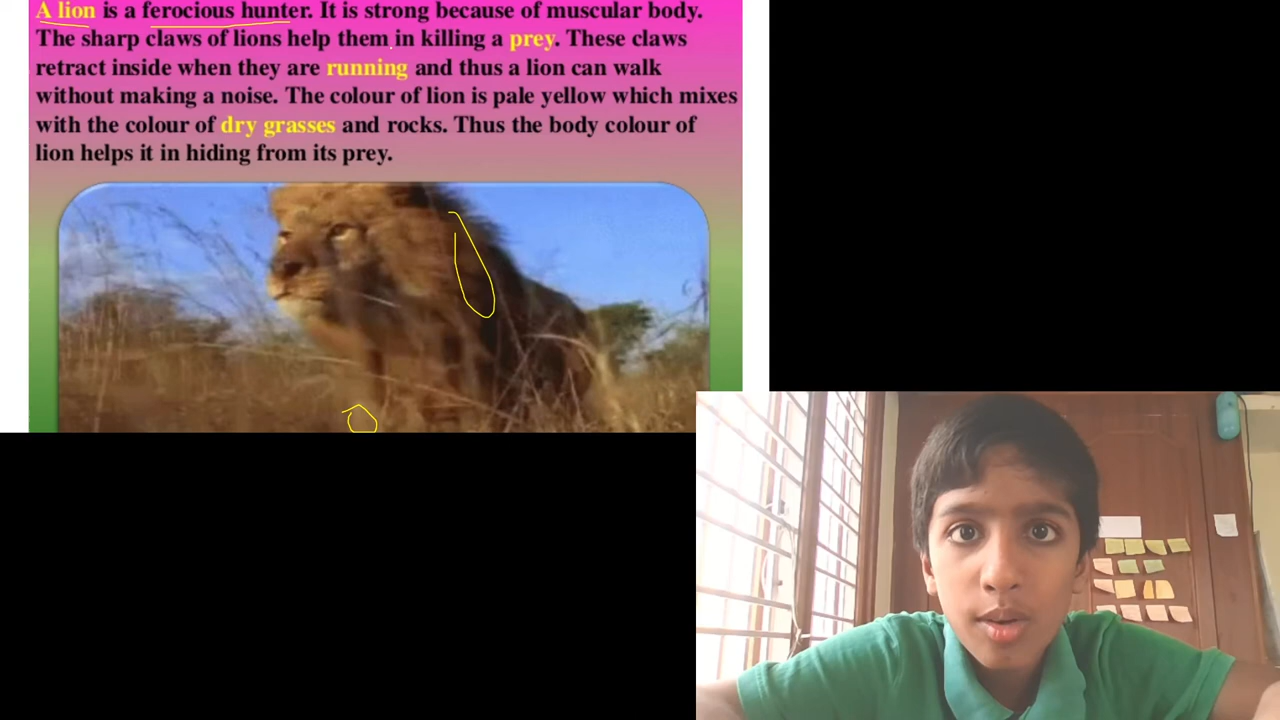 A lion is a ferocious hunter. It is strong because of muscular body.
The sharp claws of lions help them in killing a prey. These claws
retract inside when they are running and thus a lion can walk
without making a noise. The colour of lion is pale yellow which mixes
with the colour of dry grasses and rocks. Thus the body colour of
lion helps it in hiding from its prey.